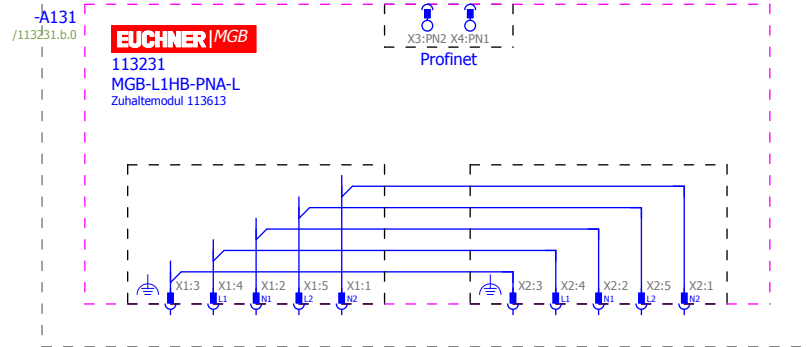 -A131
/113231.b.0
EUCHNER|MGB
113231
MGB-L1HB-PNA-L
Zuhaltemodul 113613
X3:PN2 X4:PN1
Profinet
X1:3 X1:4 X1:2 X1:5 X1:1 X2:3 X2:4 X2:2 X2:5 X2:1
L1 N1 L2 N2 L1 N1 L2 N2